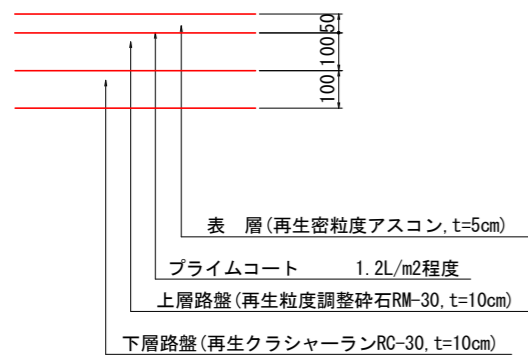 50
100
100
表　層(再生密粒度アスコン,t=5cm)
プライムコート　　1.2L/m2程度
上層路盤(再生粒度調整砕石RM-30,t=10cm)
下層路盤(再生クラシャーランRC-30,t=10cm)